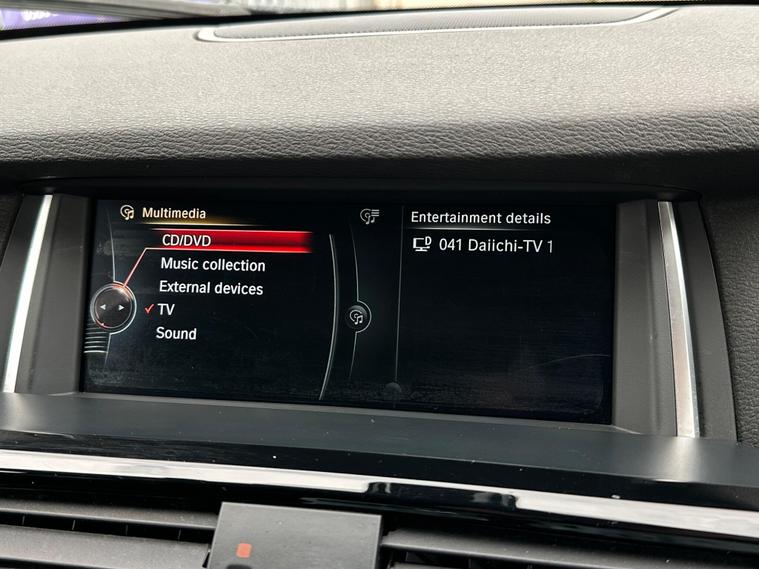 Multimedia
CD/DVD
Music collection
External devices
TV
Sound
Entertainment details
041 Daiichi-TV 1